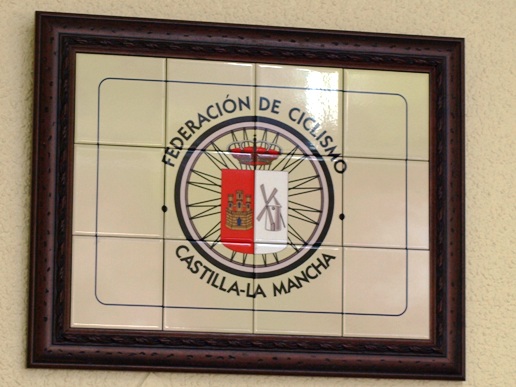 FEDERACIÓN DE CICLISMO
CASTILLA-LA MANCHA